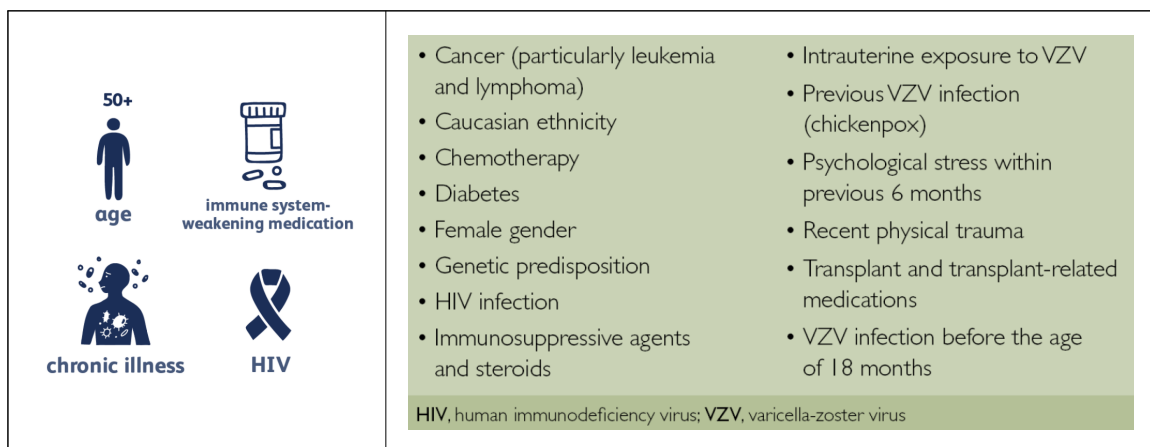 50+
age
immune system-
weakening medication
chronic illness
HIV
• Cancer (particularly leukemia
and lymphoma)
• Caucasian ethnicity
• Chemotherapy
• Diabetes
• Female gender
• Genetic predisposition
• HIV infection
• Immunosuppressive agents
and steroids
• Intrauterine exposure to VZV
• Previous VZV infection
(chickenpox)
• Psychological stress within
previous 6 months
• Recent physical trauma
• Transplant and transplant-related
medications
• VZV infection before the age
of 18 months
HIV, human immunodeficiency virus; VZV, varicella-zoster virus